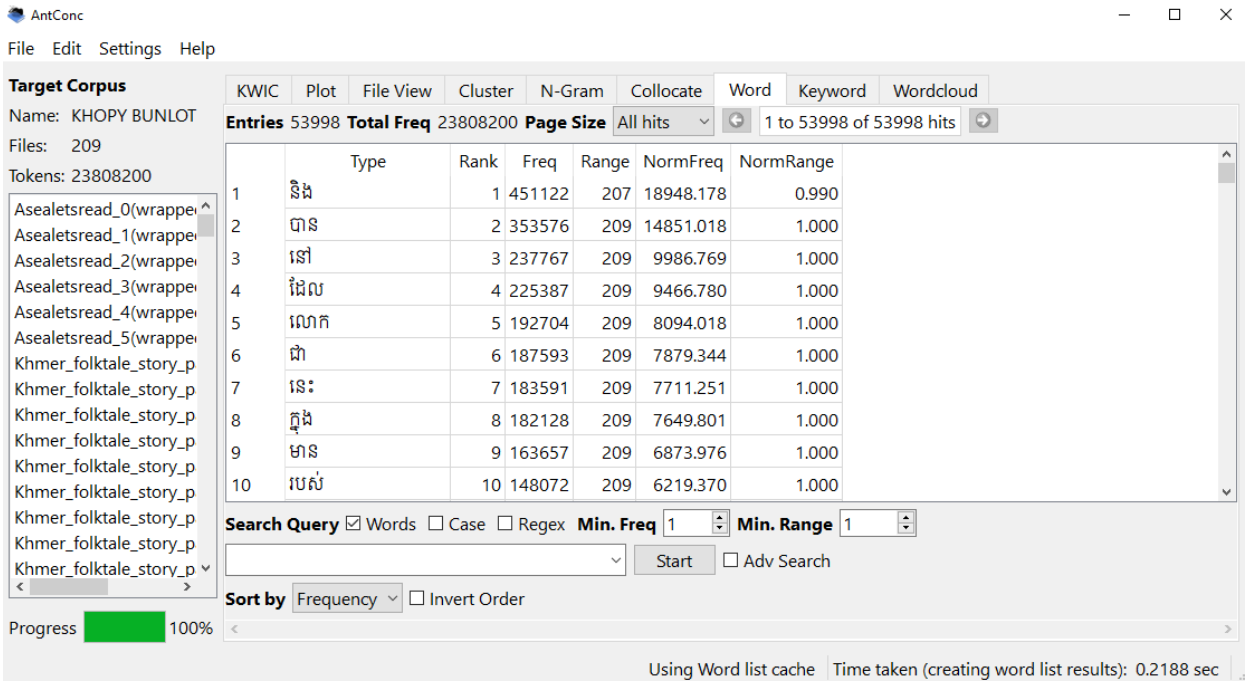 AntConc
File Edit Settings Help
Target Corpus
Name: KHOPY BUNLOT
Files: 209
Tokens: 23808200
Asealetsread_0(wrappe
Asealetsread_1(wrappe
Asealetsread_2(wrappe
Asealetsread_3(wrappe
Asealetsread_4(wrappe
Asealetsread_5(wrappe
Khmer_folktale_story_p
Khmer_folktale_story_p
Khmer_folktale_story_p
Khmer_folktale_story_p
Khmer_folktale_story_p
Khmer_folktale_story_p
Khmer_folktale_story_p
Khmer_folktale_story_p
Khmer_folktale_story_p
Progress 100%
KWIC Plot File View Cluster N-Gram Collocate Word Keyword Wordcloud
Entries 53998 Total Freq 23808200 Page Size All hits 1 to 53998 of 53998 hits
Type Rank Freq Range NormFreq NormRange
1 និង 1 451122 207 18948.178 0.990
2 បាន 2 353576 209 14851.018 1.000
3 នៅ 3 237767 209 9986.769 1.000
4 ដែល 4 225387 209 9466.780 1.000
5 លោក 5 192704 209 8094.018 1.000
6 ជា 6 187593 209 7879.344 1.000
7 នេះ 7 183591 209 7711.251 1.000
8 ក្នុង 8 182128 209 7649.801 1.000
9 មាន 9 163657 209 6873.976 1.000
10 របស់ 10 148072 209 6219.370 1.000
Search Query Words Case Regex Min. Freq 1 Min. Range 1
Start Adv Search
Sort by Frequency Invert Order
Using Word list cache Time taken (creating word list results): 0.2188 sec